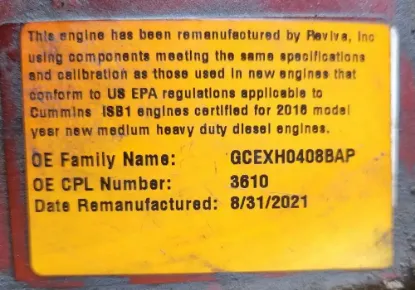 This engine has been remanufactured by Reviva, Inc
using components meeting the same specifications
and calibration as those used in new engines that
conform to US EPA regulations applicable to
Cummins ISB1 engines certified for 2016 model
year new medium heavy duty diesel engines.
OE Family Name: GCEXH0408BAP
OE CPL Number: 3610
Date Remanufactured: 8/31/2021